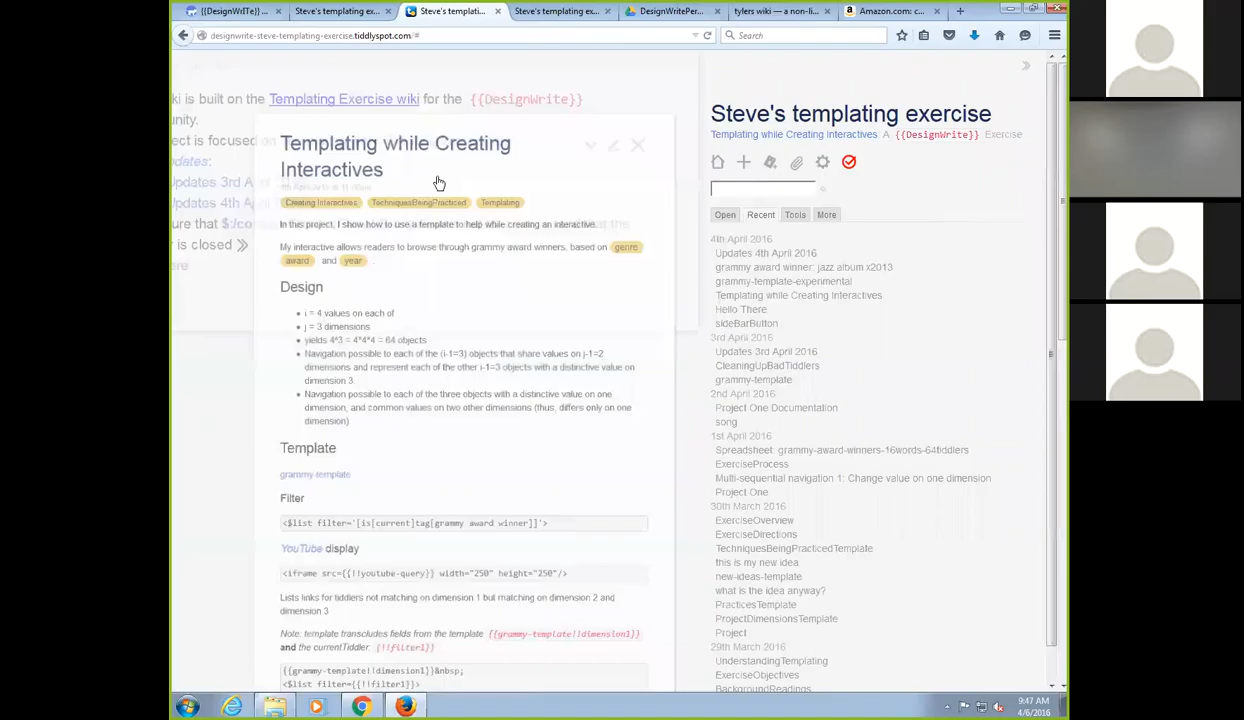 {{DesignWrITe}} ...
Steve's templating exe...
Steve's templati...
Steve's templating exe...
DesignWritePer...
tylers wiki — a non-li...
Amazon.com: c...
designwrite-steve-templating-exercise.tiddlyspot.com/#
Search
ki is built on the Templating Exercise wiki for the {{DesignWrite}}
unity.
ect is focused on
Updates:
Updates 3rd A
Updates 4th A
ure that $:/co
r is closed
ere
Templating while Creating
Interactives
Creating Interactives TechniquesBeingPracticed Templating
In this project, I show how to use a template to help while creating an interactive.
My interactive allows readers to browse through grammy award winners, based on genre
award and year .
Design
i = 4 values on each of
j = 3 dimensions
yields 4^3 = 4*4*4 = 64 objects
Navigation possible to each of the (i-1=3) objects that share values on j-1=2
dimensions and represent each of the other i-1=3 objects with a distinctive value on
dimension 3.
Navigation possible to each of the three objects with a distinctive value on one
dimension, and common values on two other dimensions (thus, differs only on one
dimension)
Template
grammy-template
Filter
<$list filter='[is[current]tag[grammy award winner]]'>
YouTube display
<iframe src={{!!youtube-query}} width="250" height="250"/>
Lists links for tiddlers not matching on dimension 1 but matching on dimension 2 and
dimension 3
Note: template transcludes fields from the template {{grammy-template!!dimension1}}
and the currentTiddler: {!!filter1}}
{{grammy-template!!dimension1}}&nbsp;
<$list filter={{!!filter1}}>
Steve's templating exercise
Templating while Creating Interactives: A {{DesignWrite}} Exercise
Open Recent Tools More
4th April 2016
Updates 4th April 2016
grammy award winner: jazz album x2013
grammy-template-experimental
Templating while Creating Interactives
Hello There
sideBarButton
3rd April 2016
Updates 3rd April 2016
CleaningUpBadTiddlers
grammy-template
2nd April 2016
Project One Documentation
song
1st April 2016
Spreadsheet: grammy-award-winners-16words-64tiddlers
ExerciseProcess
Multi-sequential navigation 1: Change value on one dimension
Project One
30th March 2016
ExerciseOverview
ExerciseDirections
TechniquesBeingPracticedTemplate
this is my new idea
new-ideas-template
what is the idea anyway?
PracticesTemplate
ProjectDimensionsTemplate
Project
29th March 2016
UnderstandingTemplating
ExerciseObjectives
BackgroundReadings
9:47 AM
4/6/2016